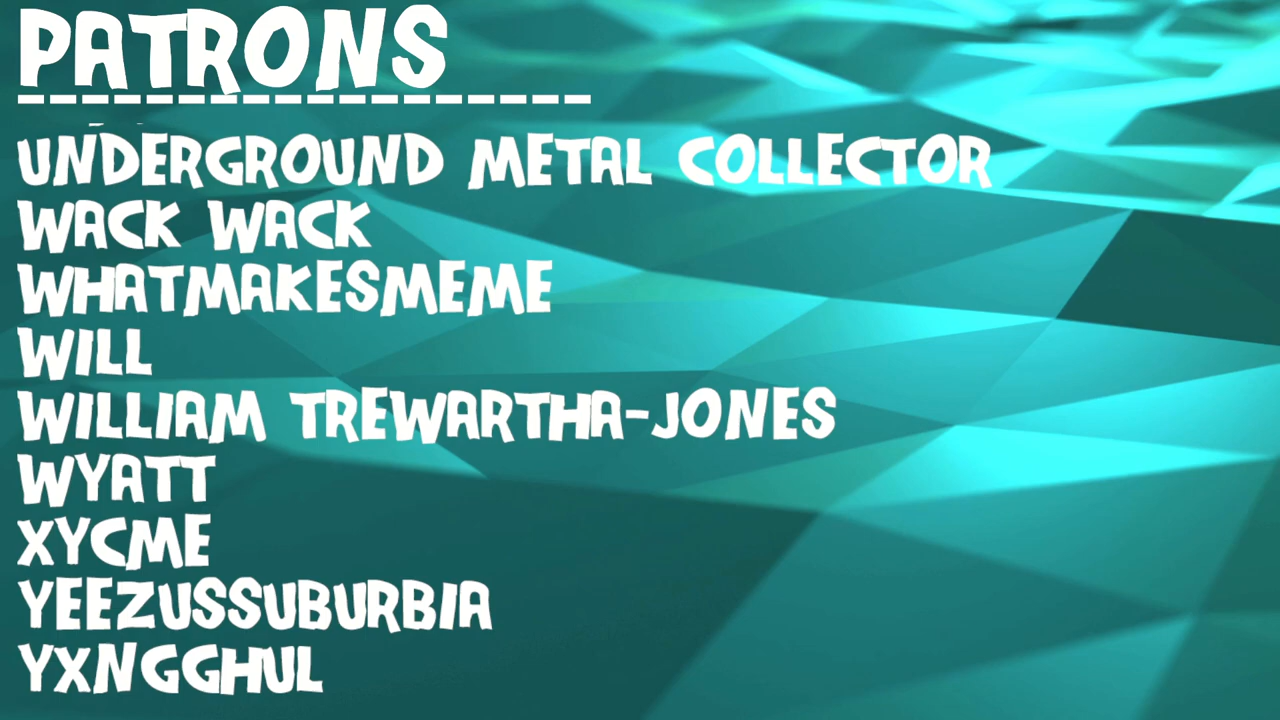 PATRONS
UNDERGROUND METAL COLLECTOR
WACK WACK
WHATMAKESMEME
WILL
WILLIAM TREWARTHA-JONES
WYATT
XYCME
YEEZUSSUBURBIA
YXNGGHUL